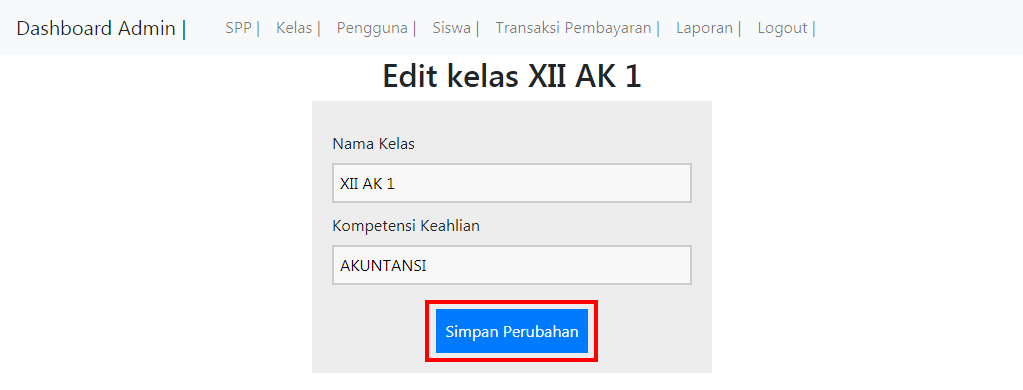 Dashboard Admin | SPP | Kelas | Pengguna | Siswa | Transaksi Pembayaran | Laporan | Logout |
Edit kelas XII AK 1
Nama Kelas
XII AK 1
Kompetensi Keahlian
AKUNTANSI
Simpan Perubahan